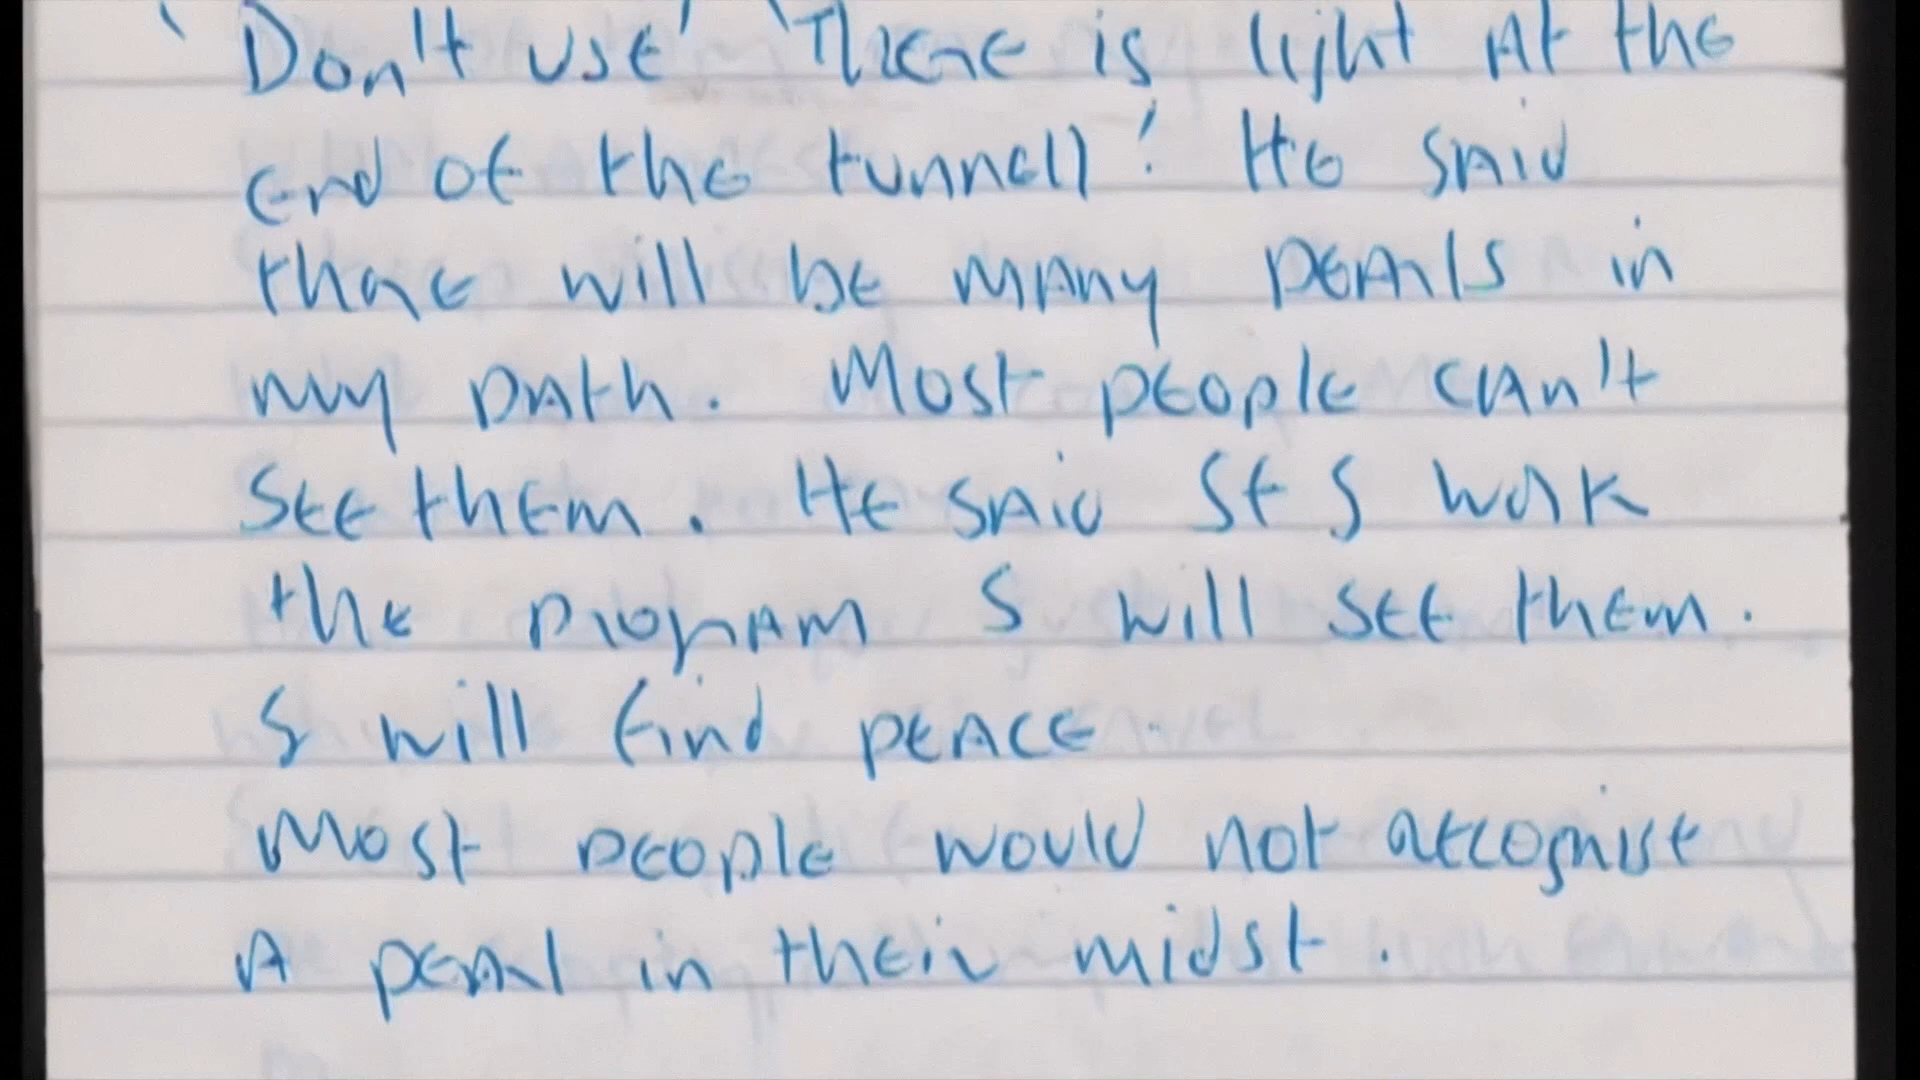 'Don't use' 'There is light At the
end of the tunnell! He said
thare will be many pearls in
my path. Most people can't
see them. He said If I work
the program I will see them.
I will find peace.
Most people would not recognise
A pearl in their midst.